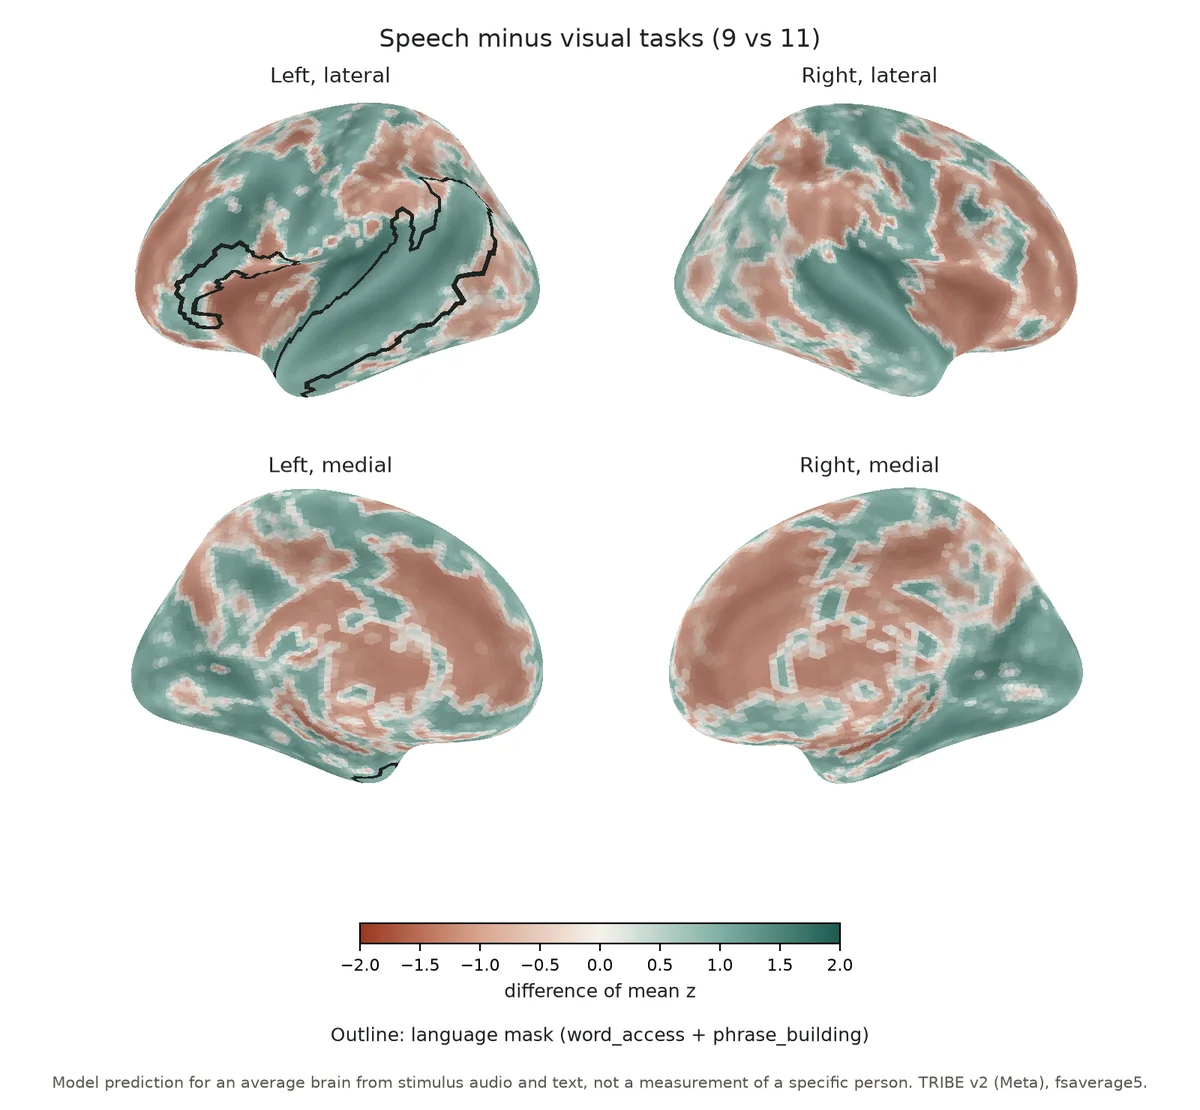 Speech minus visual tasks (9 vs 11)
Left, lateral
Right, lateral
Left, medial
Right, medial
−2.0 −1.5 −1.0 −0.5 0.0 0.5 1.0 1.5 2.0
difference of mean z
Outline: language mask (word_access + phrase_building)
Model prediction for an average brain from stimulus audio and text, not a measurement of a specific person. TRIBE v2 (Meta), fsaverage5.